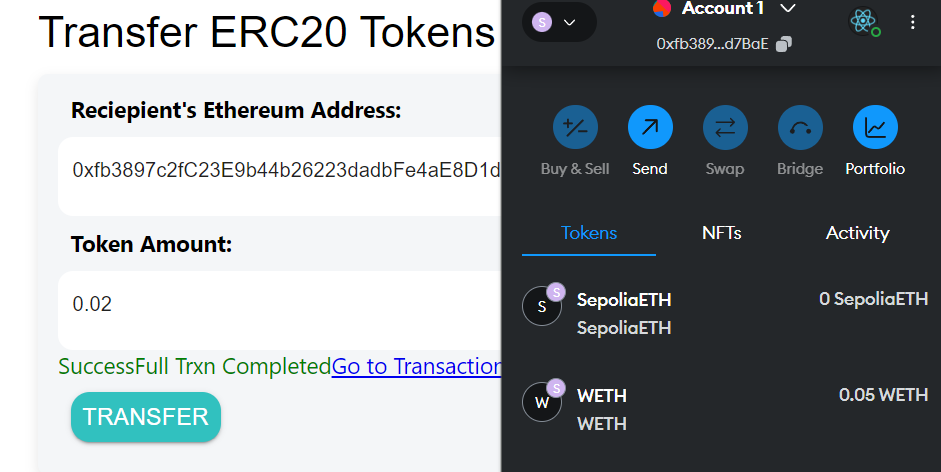 Transfer ERC20 Tokens
Reciepient's Ethereum Address:
0xfb3897c2fC23E9b44b26223dadbFe4aE8D1d
Token Amount:
0.02
SuccessFull Trxn CompletedGo to Transaction
TRANSFER
S
Account 1
0xfb389...d7BaE
Buy & Sell
Send
Swap
Bridge
Portfolio
Tokens
NFTs
Activity
S
S
SepoliaETH
0 SepoliaETH
SepoliaETH
S
W
WETH
0.05 WETH
WETH